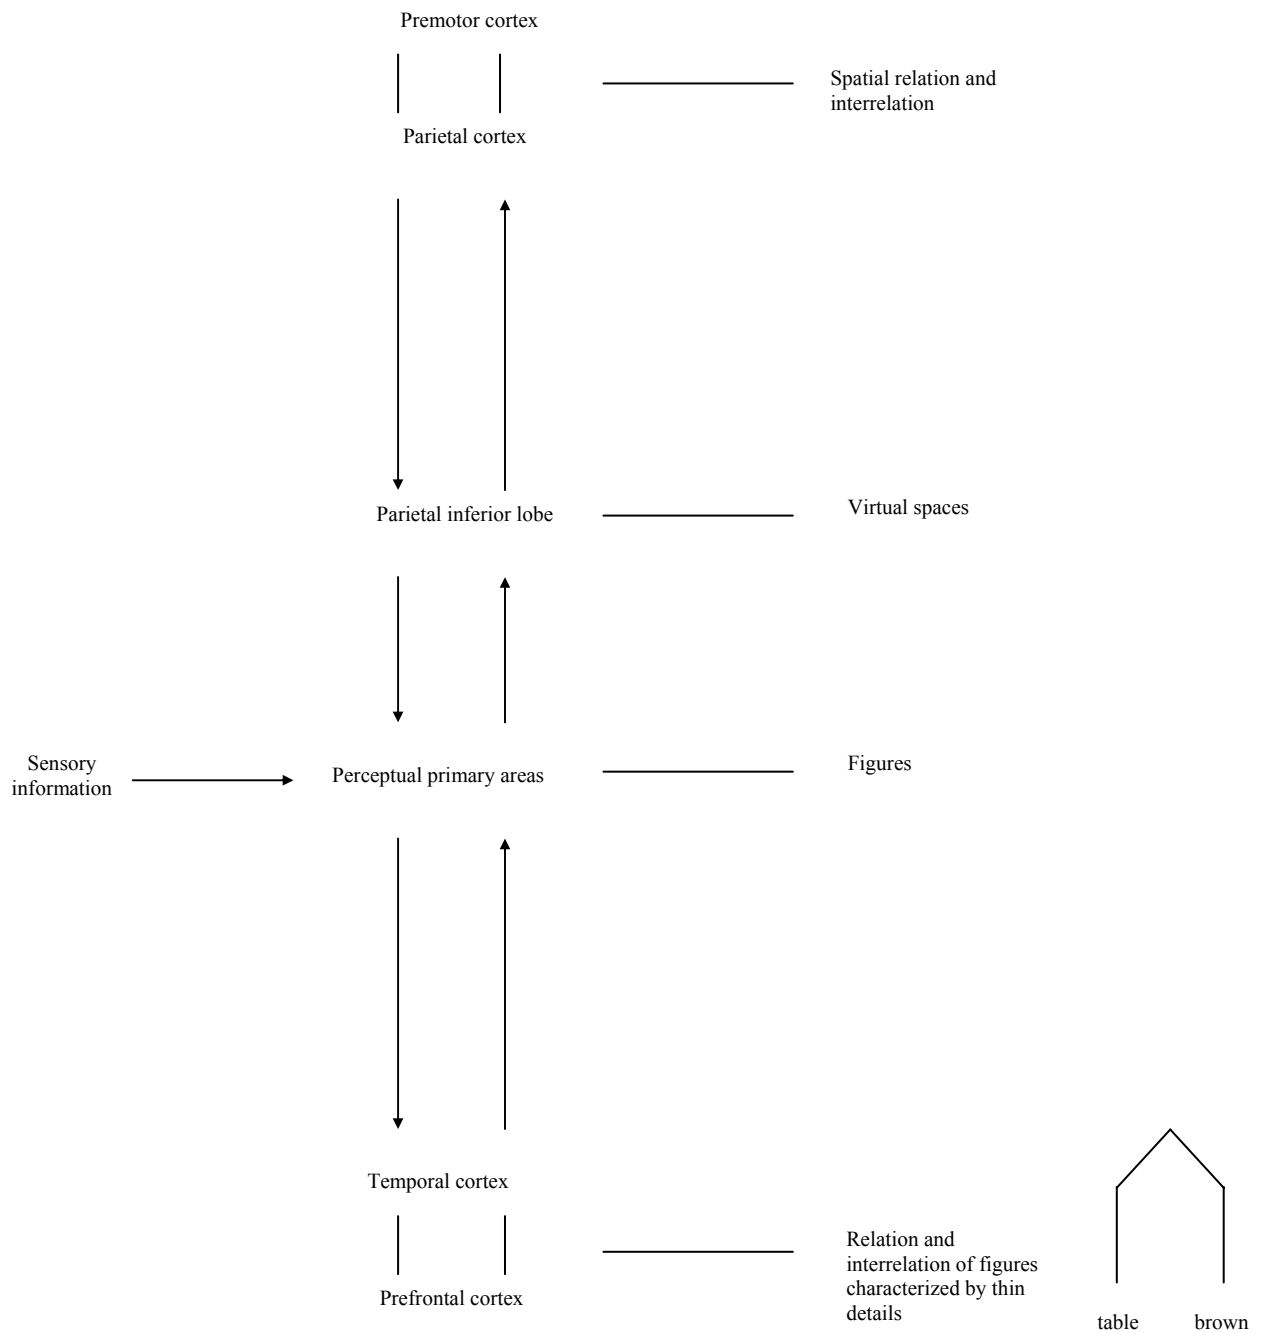 Premotor cortex
Spatial relation and
interrelation
Parietal cortex
Parietal inferior lobe
Virtual spaces
Sensory
information
Perceptual primary areas
Figures
Temporal cortex
Relation and
interrelation of figures
characterized by thin
details
Prefrontal cortex
table
brown